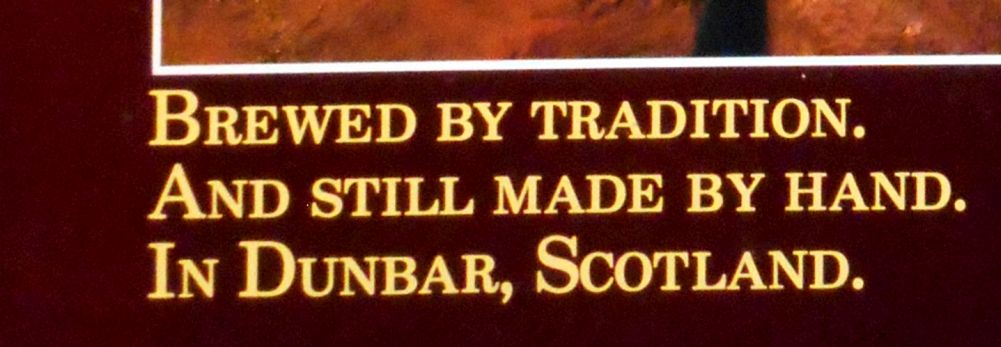 BREWED BY TRADITION.
AND STILL MADE BY HAND.
IN DUNBAR, SCOTLAND.